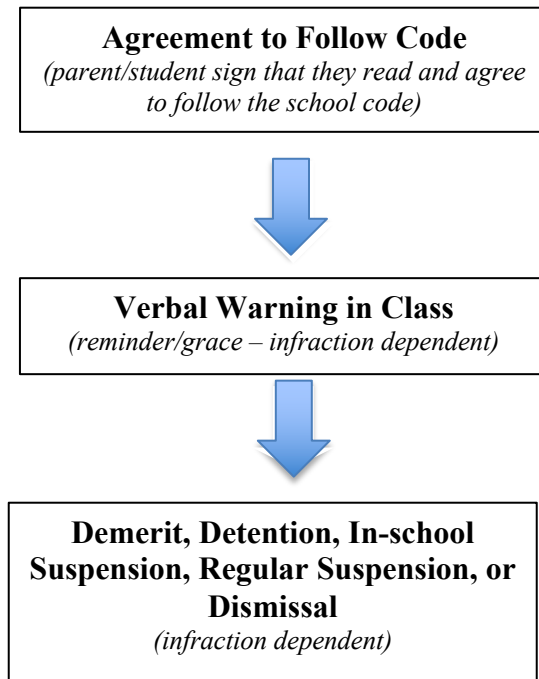 Agreement to Follow Code
(parent/student sign that they read and agree
to follow the school code)
Verbal Warning in Class
(reminder/grace – infraction dependent)
Demerit, Detention, In-school
Suspension, Regular Suspension, or
Dismissal
(infraction dependent)